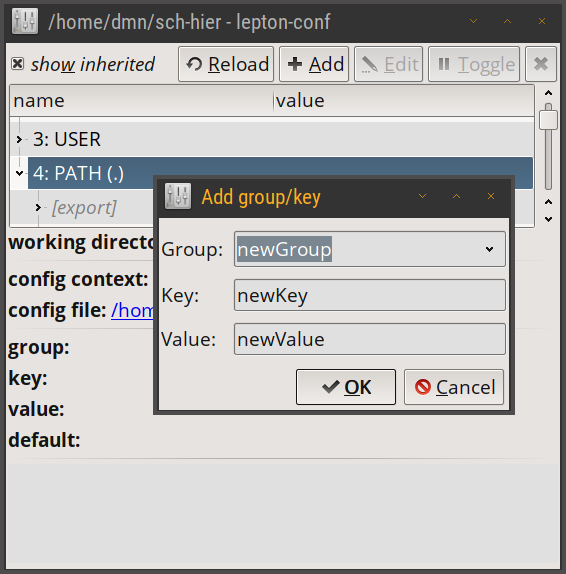 /home/dmn/sch-hier - lepton-conf
show inherited Reload Add Edit Toggle
name value
3: USER
4: PATH (.)
[export]
Add group/key
Group: newGroup
Key: newKey
Value: newValue
OK Cancel
working directo
config context:
config file: /hom
group:
key:
value:
default: